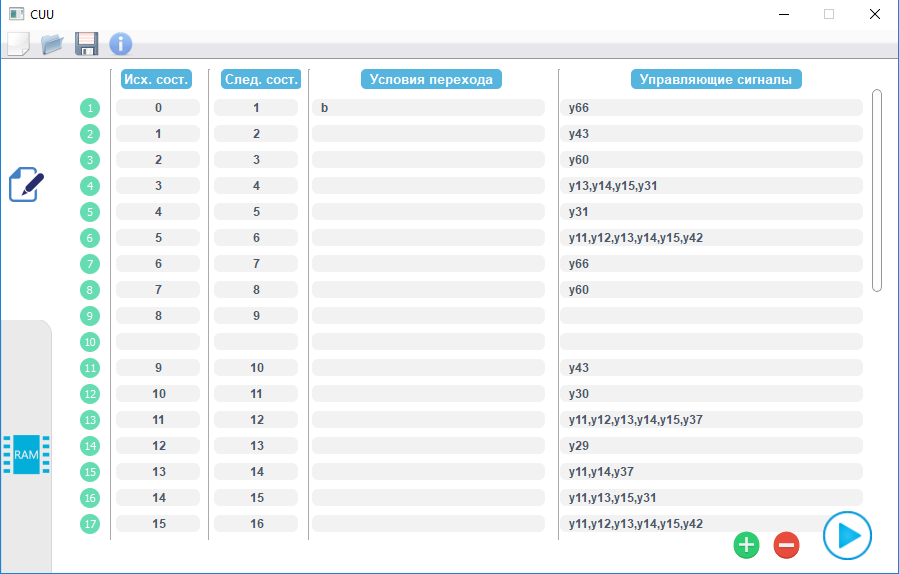 CUU
Исх. сост. След. сост. Условия перехода Управляющие сигналы
1 0 1 b y66
2 1 2 y43
3 2 3 y60
4 3 4 y13,y14,y15,y31
5 4 5 y31
6 5 6 y11,y12,y13,y14,y15,y42
7 6 7 y66
8 7 8 y60
9 8 9
10
11 9 10 y43
12 10 11 y30
13 11 12 y11,y12,y13,y14,y15,y37
14 12 13 y29
15 13 14 y11,y14,y37
16 14 15 y11,y13,y15,y31
17 15 16 y11,y12,y13,y14,y15,y42
RAM